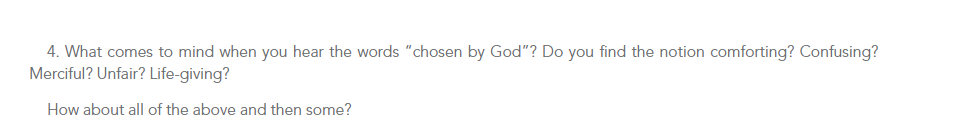 4. What comes to mind when you hear the words "chosen by God"? Do you find the notion comforting? Confusing?
Merciful? Unfair? Life-giving?
How about all of the above and then some?